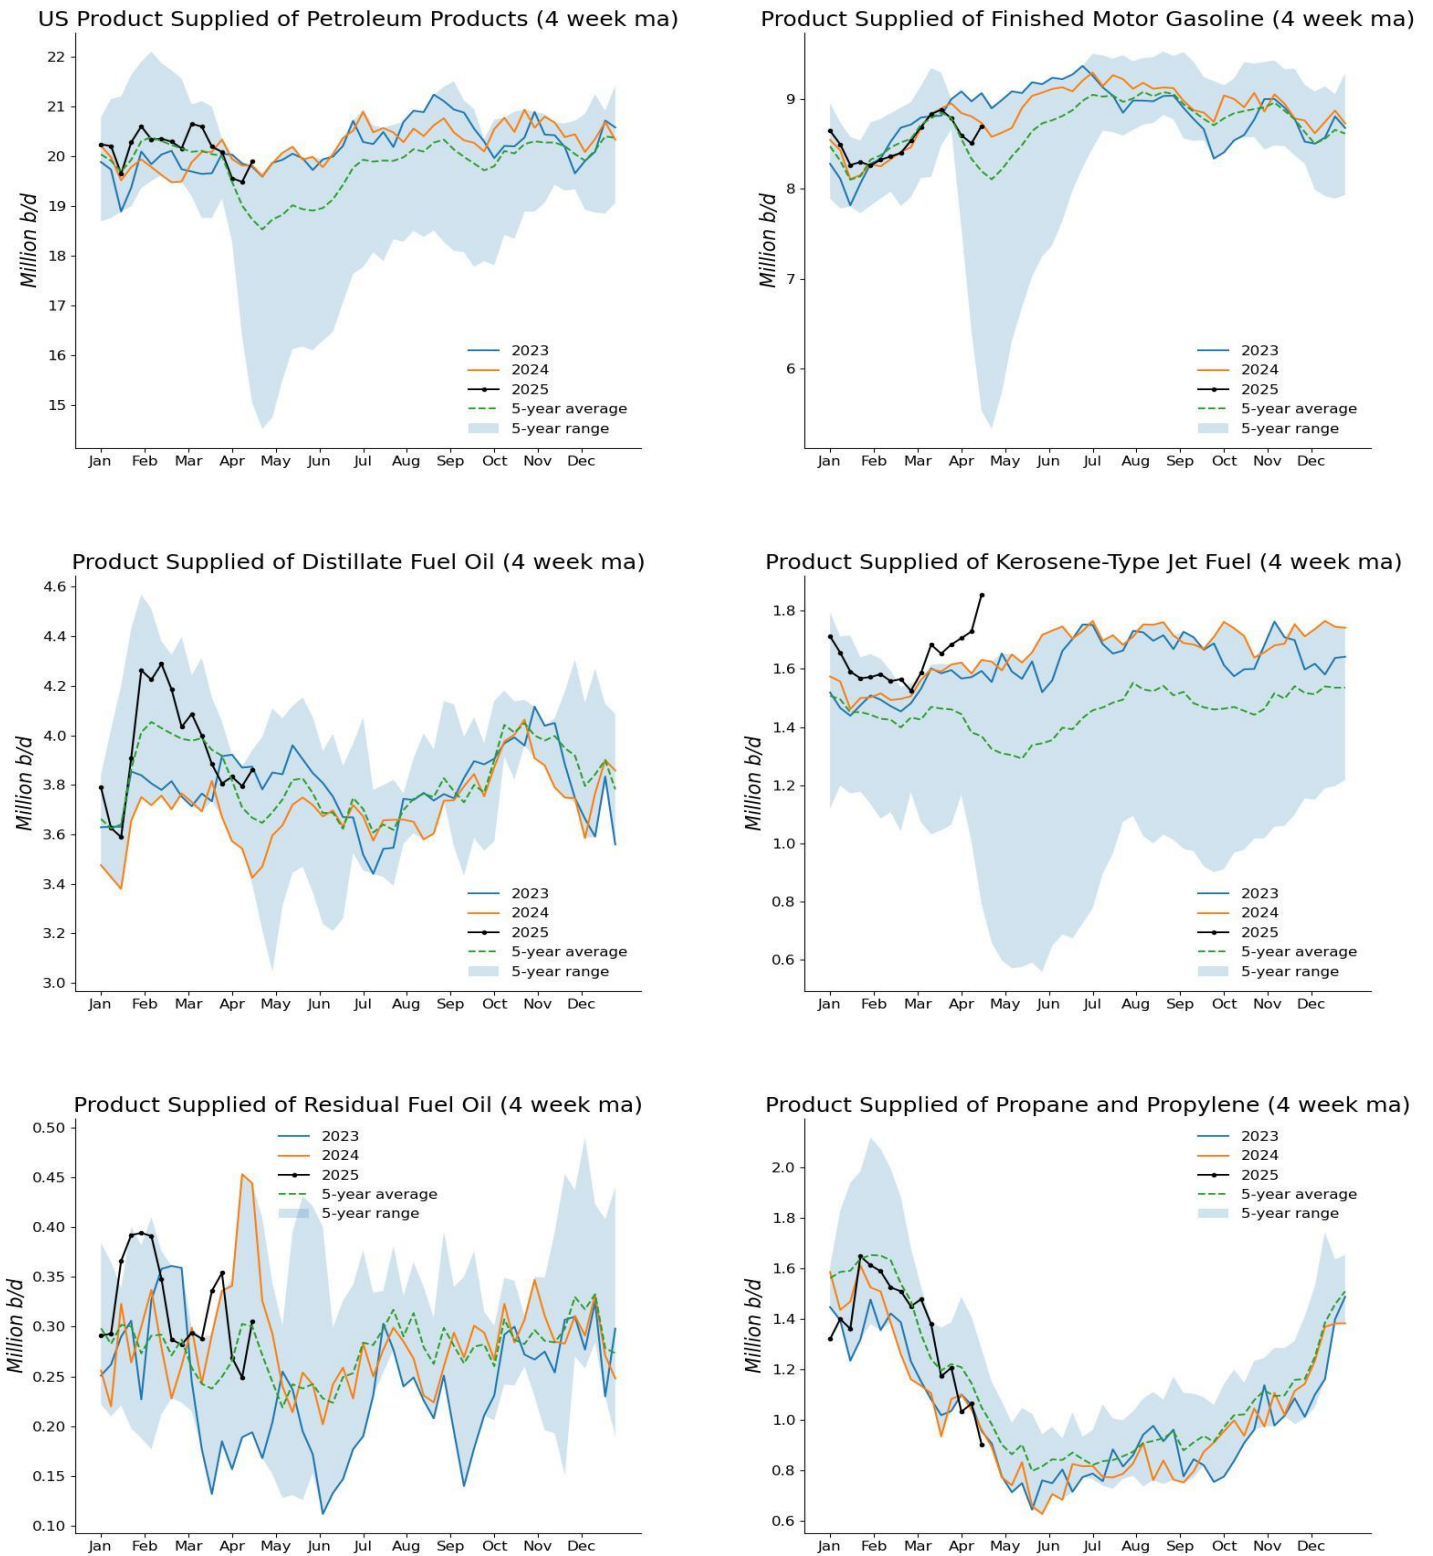 US Product Supplied of Petroleum Products (4 week ma)
Million b/d
22
21
20
19
18
17
16
15
2023
2024
2025
5-year average
5-year range
Jan Feb Mar Apr May Jun Jul Aug Sep Oct Nov Dec
Product Supplied of Finished Motor Gasoline (4 week ma)
Million b/d
9
8
7
6
2023
2024
2025
5-year average
5-year range
Jan Feb Mar Apr May Jun Jul Aug Sep Oct Nov Dec
Product Supplied of Distillate Fuel Oil (4 week ma)
Million b/d
4.6
4.4
4.2
4.0
3.8
3.6
3.4
3.2
3.0
2023
2024
2025
5-year average
5-year range
Jan Feb Mar Apr May Jun Jul Aug Sep Oct Nov Dec
Product Supplied of Kerosene-Type Jet Fuel (4 week ma)
Million b/d
1.8
1.6
1.4
1.2
1.0
0.8
0.6
2023
2024
2025
5-year average
5-year range
Jan Feb Mar Apr May Jun Jul Aug Sep Oct Nov Dec
Product Supplied of Residual Fuel Oil (4 week ma)
Million b/d
0.50
0.45
0.40
0.35
0.30
0.25
0.20
0.15
0.10
2023
2024
2025
5-year average
5-year range
Jan Feb Mar Apr May Jun Jul Aug Sep Oct Nov Dec
Product Supplied of Propane and Propylene (4 week ma)
Million b/d
2.0
1.8
1.6
1.4
1.2
1.0
0.8
0.6
2023
2024
2025
5-year average
5-year range
Jan Feb Mar Apr May Jun Jul Aug Sep Oct Nov Dec